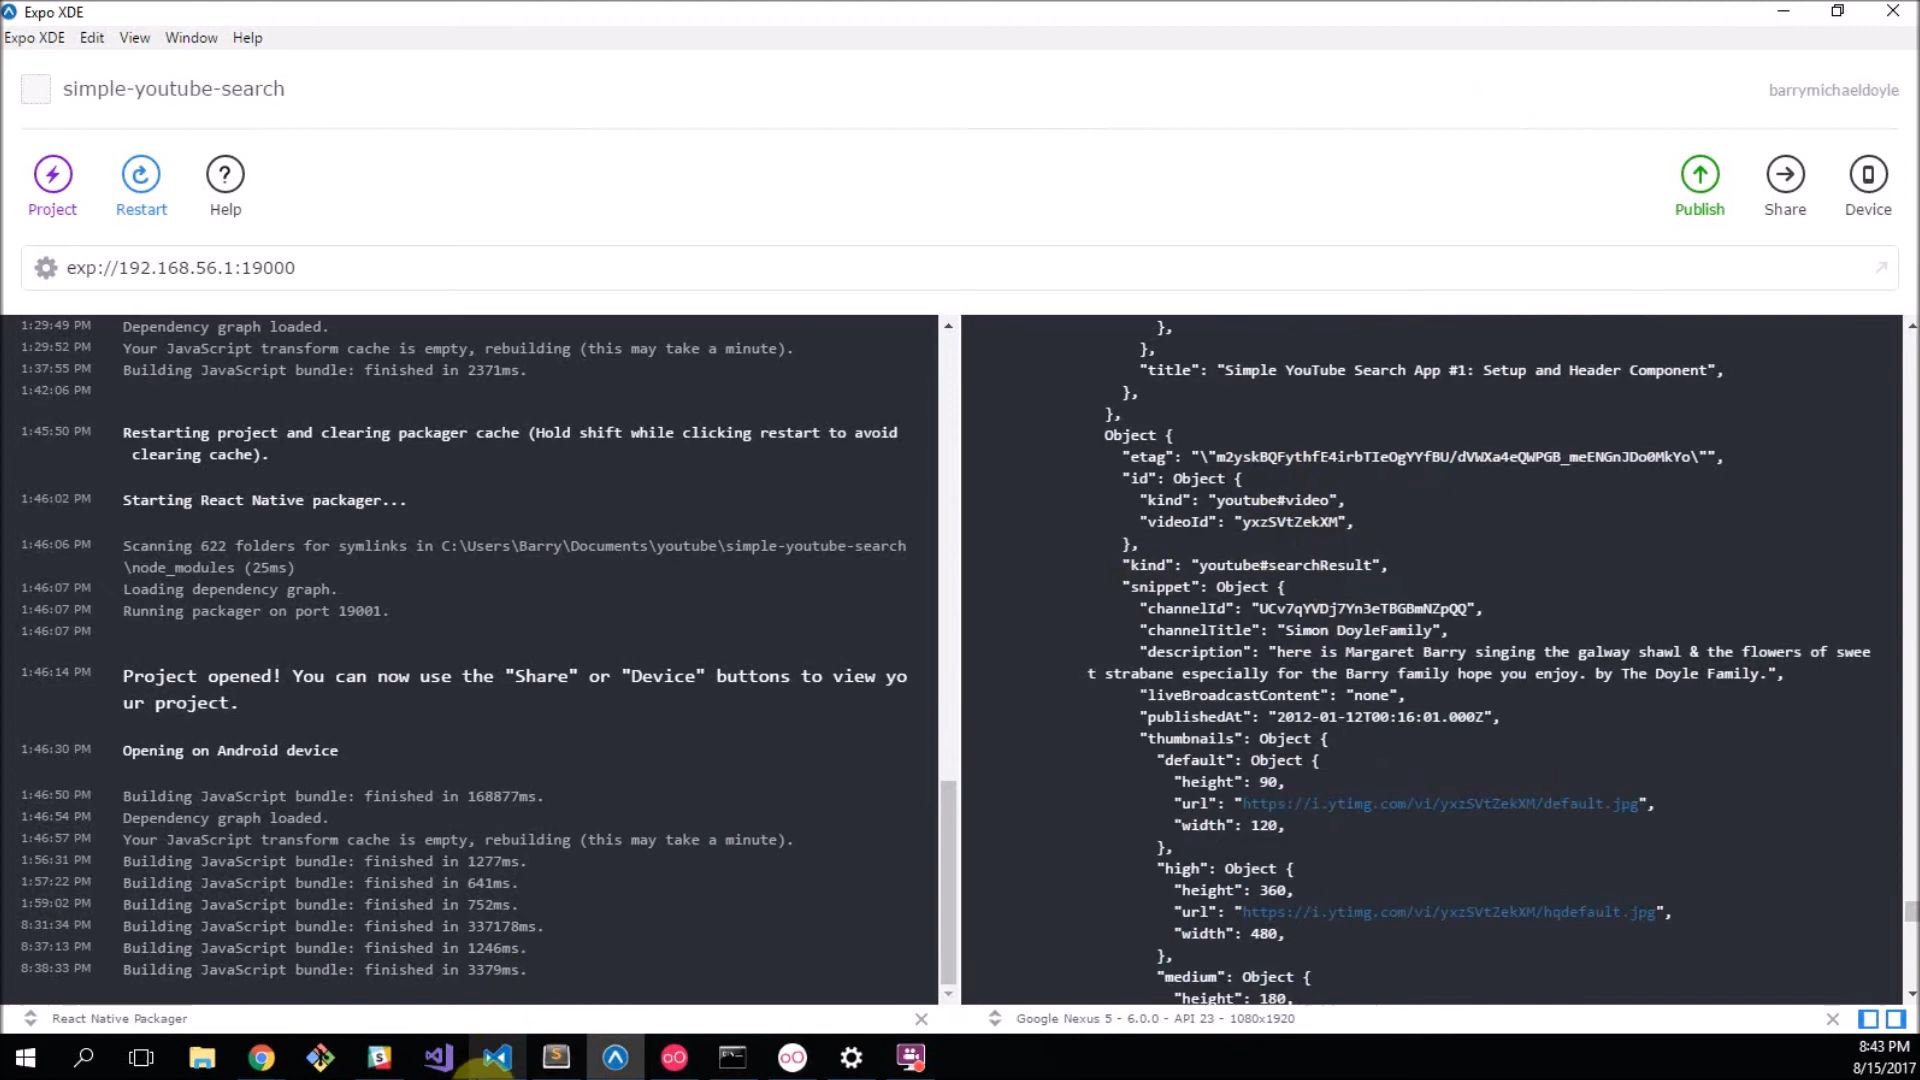 Expo XDE
Expo XDE Edit View Window Help
simple-youtube-search
barrymichaeldoyle
Project Restart Help
Publish Share Device
exp://192.168.56.1:19000
1:29:49 PM Dependency graph loaded.
1:29:52 PM Your JavaScript transform cache is empty, rebuilding (this may take a minute).
1:37:55 PM Building JavaScript bundle: finished in 2371ms.
1:42:06 PM
1:45:50 PM Restarting project and clearing packager cache (Hold shift while clicking restart to avoid
clearing cache).
1:46:02 PM Starting React Native packager...
1:46:06 PM Scanning 622 folders for symlinks in C:\Users\Barry\Documents\youtube\simple-youtube-search
\node_modules (25ms)
1:46:07 PM Loading dependency graph.
1:46:07 PM Running packager on port 19001.
1:46:07 PM
1:46:14 PM Project opened! You can now use the "Share" or "Device" buttons to view yo
ur project.
1:46:30 PM Opening on Android device
1:46:50 PM Building JavaScript bundle: finished in 168877ms.
1:46:54 PM Dependency graph loaded.
1:46:57 PM Your JavaScript transform cache is empty, rebuilding (this may take a minute).
1:56:31 PM Building JavaScript bundle: finished in 1277ms.
1:57:22 PM Building JavaScript bundle: finished in 641ms.
1:59:02 PM Building JavaScript bundle: finished in 752ms.
8:31:34 PM Building JavaScript bundle: finished in 337178ms.
8:37:13 PM Building JavaScript bundle: finished in 1246ms.
8:38:33 PM Building JavaScript bundle: finished in 3379ms.
React Native Packager
},
},
"title": "Simple YouTube Search App #1: Setup and Header Component",
},
},
Object {
"etag": "\"m2yskBQFythfE4irbTIeOgYYfBU/dVWXa4eQWPGB_meENGnJDo0MkYo\"",
"id": Object {
"kind": "youtube#video",
"videoId": "yxzSVtZekXM",
},
"kind": "youtube#searchResult",
"snippet": Object {
"channelId": "UCv7qYVDj7Yn3eTBGBmNZpQQ",
"channelTitle": "Simon DoyleFamily",
"description": "here is Margaret Barry singing the galway shawl & the flowers of swee
t strabane especially for the Barry family hope you enjoy. by The Doyle Family.",
"liveBroadcastContent": "none",
"publishedAt": "2012-01-12T00:16:01.000Z",
"thumbnails": Object {
"default": Object {
"height": 90,
"url": "https://i.ytimg.com/vi/yxzSVtZekXM/default.jpg",
"width": 120,
},
"high": Object {
"height": 360,
"url": "https://i.ytimg.com/vi/yxzSVtZekXM/hqdefault.jpg",
"width": 480,
},
"medium": Object {
"height": 180,
Google Nexus 5 - 6.0.0 - API 23 - 1080x1920
8:43 PM
8/15/2017